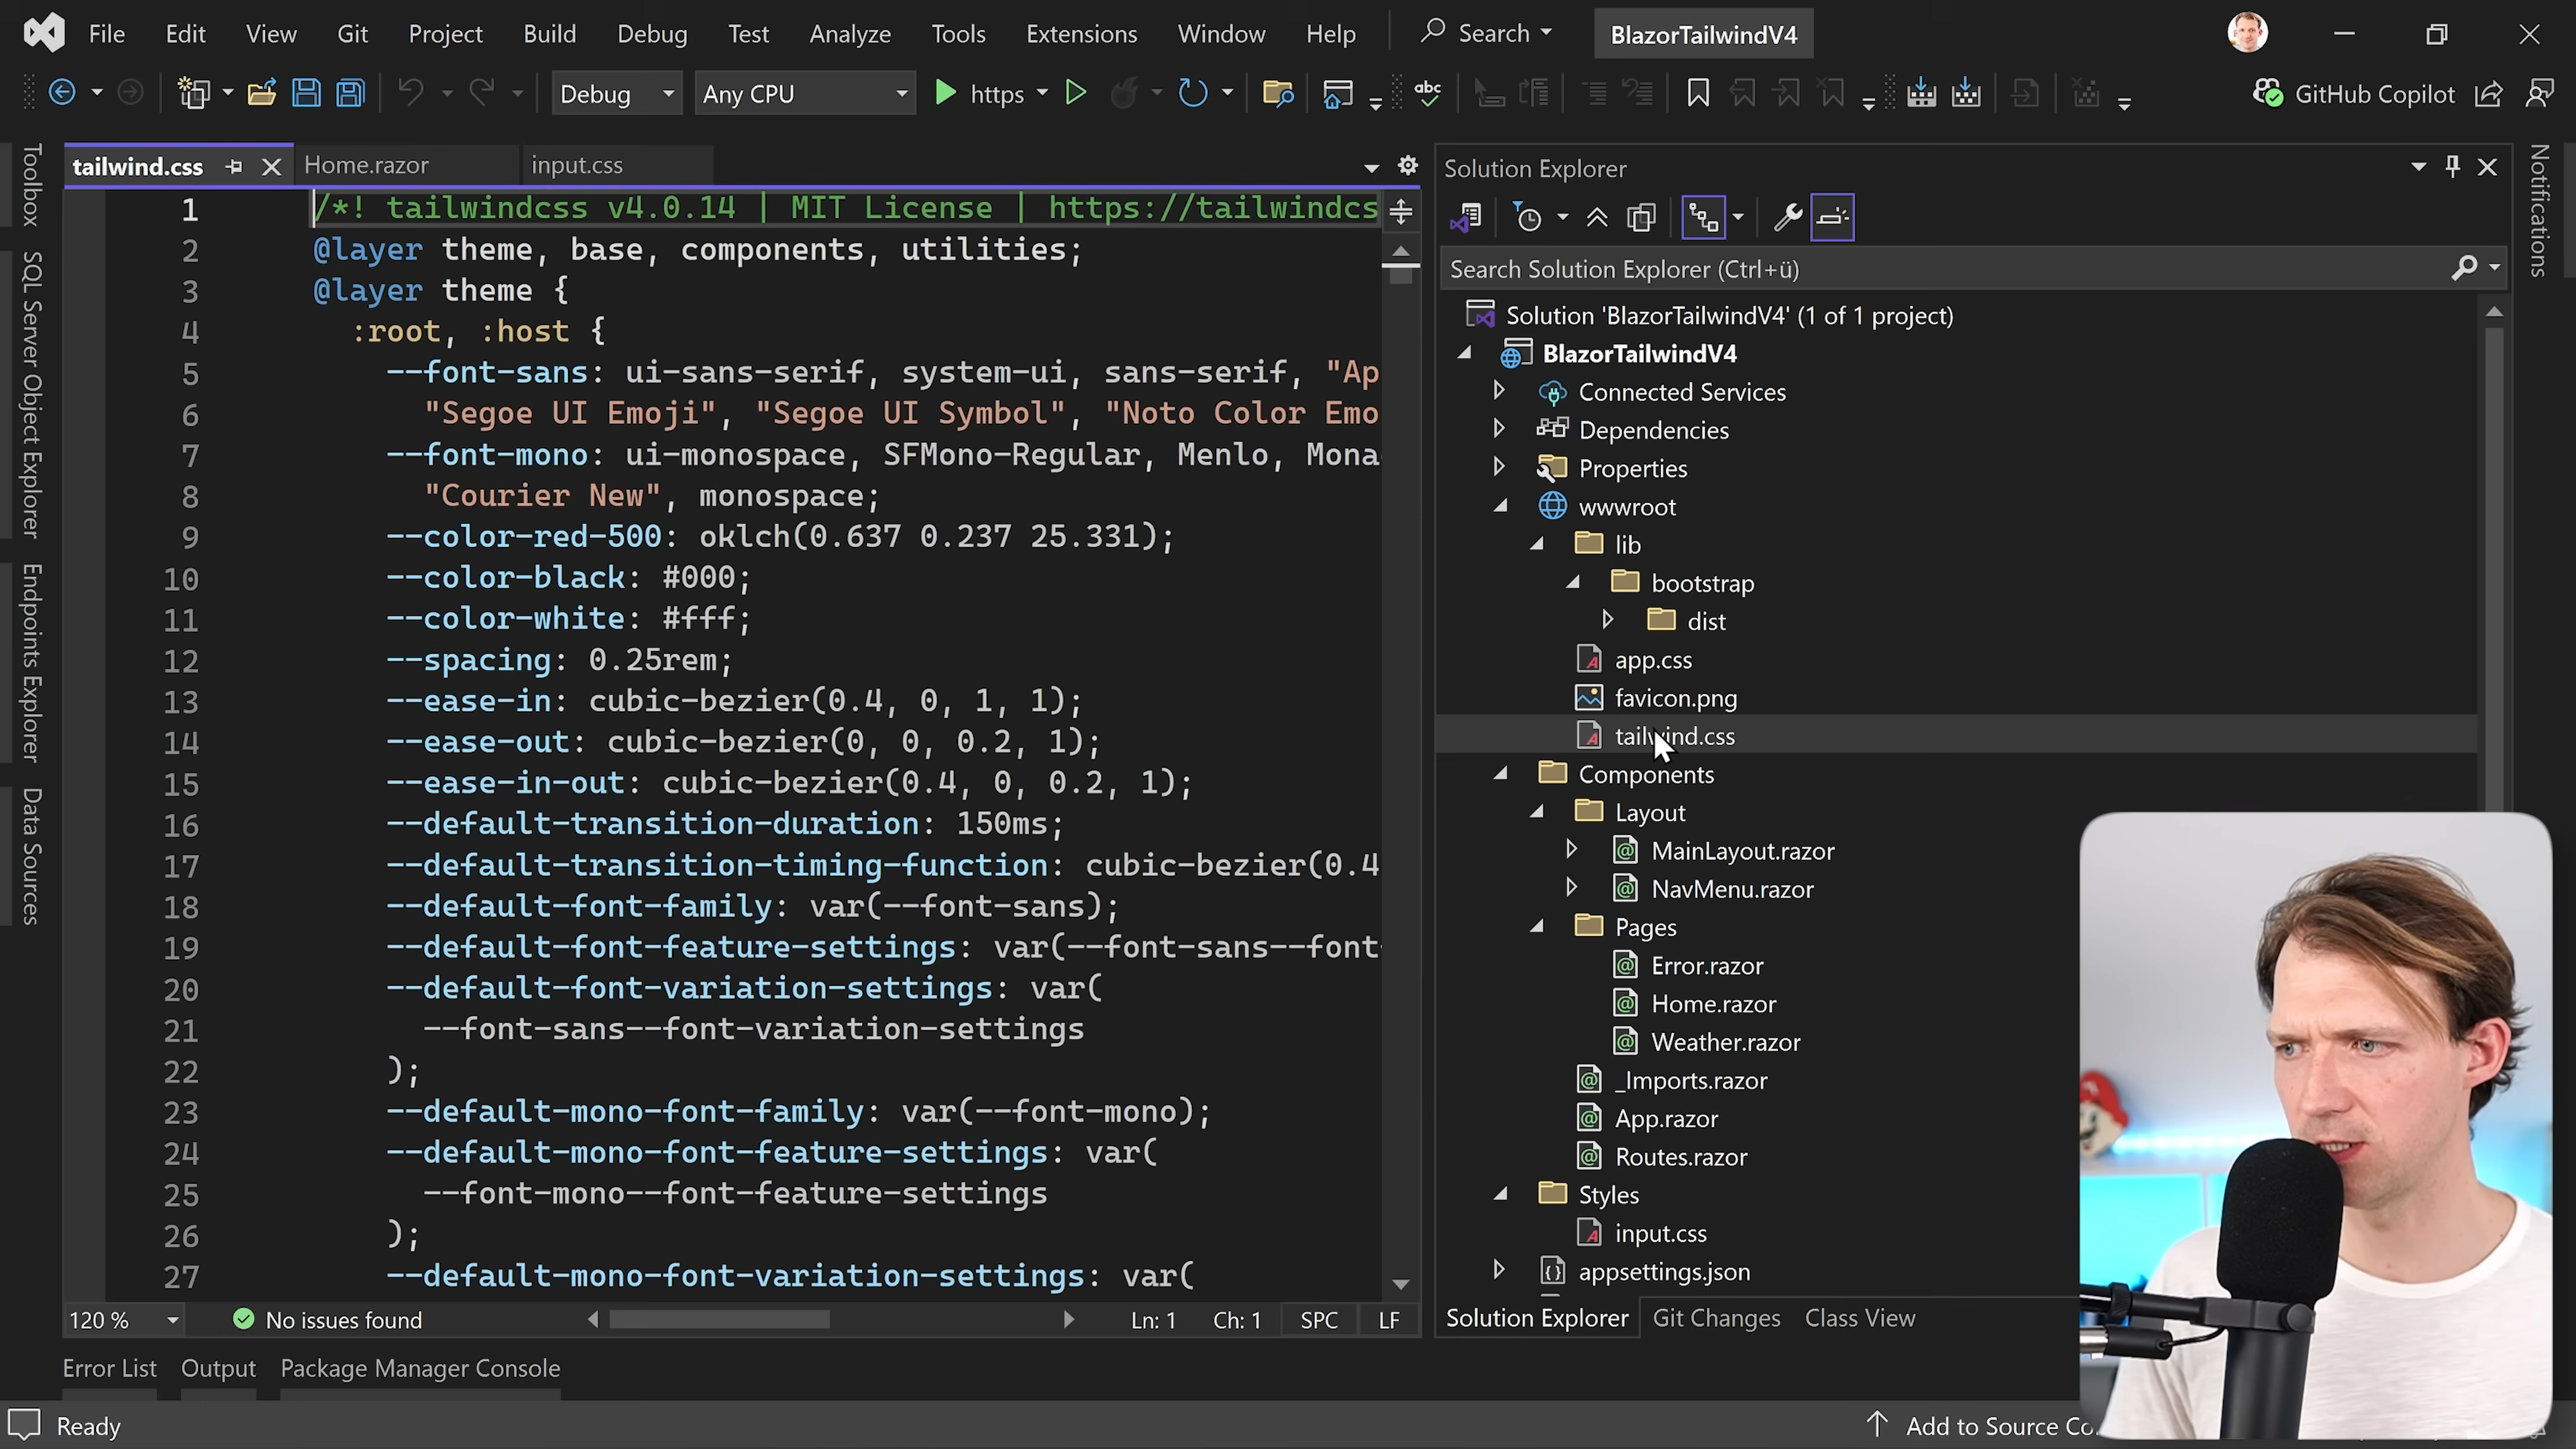 File Edit View Git Project Build Debug Test Analyze Tools Extensions Window Help Search BlazorTailwindV4
Debug Any CPU https abc GitHub Copilot
Toolbox
SQL Server Object Explorer
Endpoints Explorer
Data Sources
tailwind.css Home.razor input.css
1 /*! tailwindcss v4.0.14 | MIT License | https://tailwindcs
2 @layer theme, base, components, utilities;
3 @layer theme {
4 :root, :host {
5 --font-sans: ui-sans-serif, system-ui, sans-serif, "Ap
6 "Segoe UI Emoji", "Segoe UI Symbol", "Noto Color Emo
7 --font-mono: ui-monospace, SFMono-Regular, Menlo, Mona
8 "Courier New", monospace;
9 --color-red-500: oklch(0.637 0.237 25.331);
10 --color-black: #000;
11 --color-white: #fff;
12 --spacing: 0.25rem;
13 --ease-in: cubic-bezier(0.4, 0, 1, 1);
14 --ease-out: cubic-bezier(0, 0, 0.2, 1);
15 --ease-in-out: cubic-bezier(0.4, 0, 0.2, 1);
16 --default-transition-duration: 150ms;
17 --default-transition-timing-function: cubic-bezier(0.4
18 --default-font-family: var(--font-sans);
19 --default-font-feature-settings: var(--font-sans--font-
20 --default-font-variation-settings: var(
21 --font-sans--font-variation-settings
22 );
23 --default-mono-font-family: var(--font-mono);
24 --default-mono-font-feature-settings: var(
25 --font-mono--font-feature-settings
26 );
27 --default-mono-font-variation-settings: var(
120 % No issues found Ln: 1 Ch: 1 SPC LF
Solution Explorer
Search Solution Explorer (Ctrl+ü)
Solution 'BlazorTailwindV4' (1 of 1 project)
BlazorTailwindV4
Connected Services
Dependencies
Properties
wwwroot
lib
bootstrap
dist
app.css
favicon.png
tailwind.css
Components
Layout
MainLayout.razor
NavMenu.razor
Pages
Error.razor
Home.razor
Weather.razor
_Imports.razor
App.razor
Routes.razor
Styles
input.css
appsettings.json
Solution Explorer Git Changes Class View
Notifications
Error List Output Package Manager Console
Ready Add to Source Co